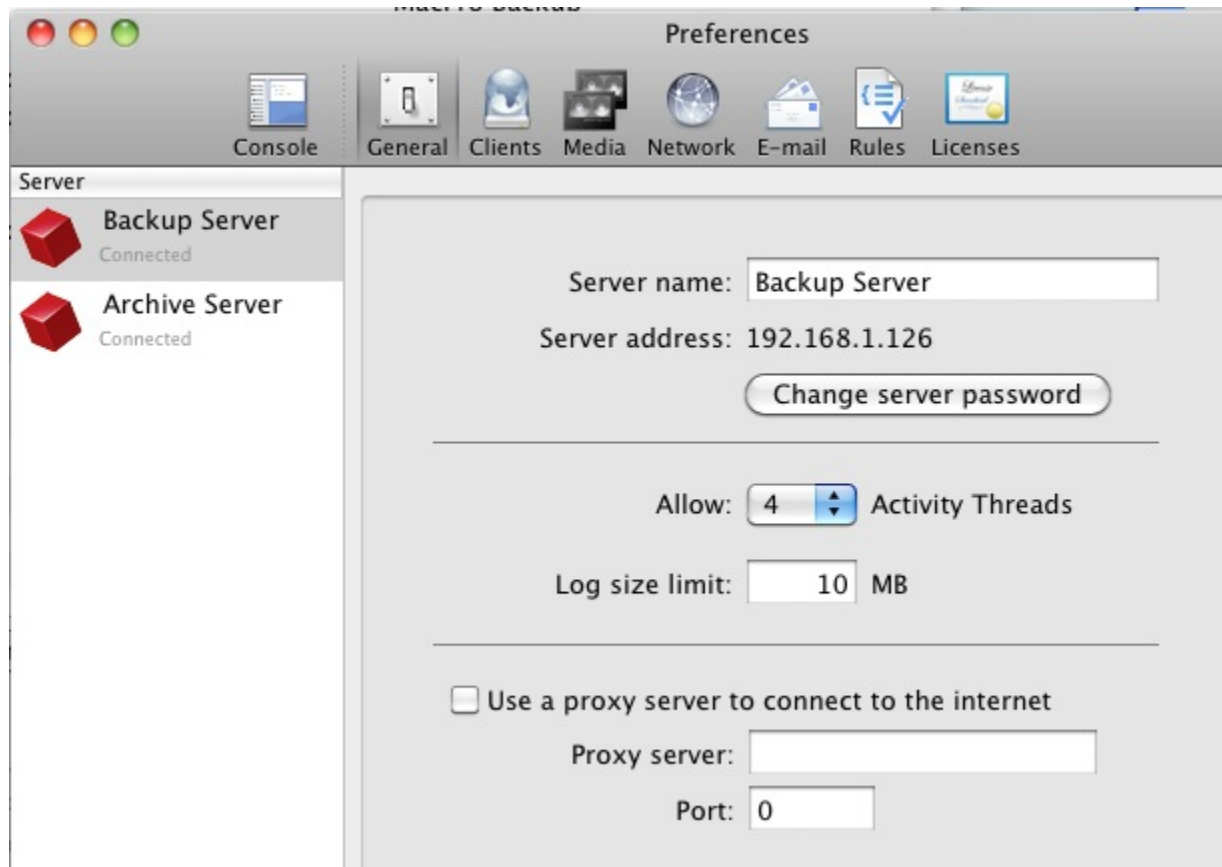 Preferences
Console General Clients Media Network E-mail Rules Licenses
Server
Backup Server
Connected
Archive Server
Connected
Server name: Backup Server
Server address: 192.168.1.126
Change server password
Allow: 4 Activity Threads
Log size limit: 10 MB
Use a proxy server to connect to the internet
Proxy server:
Port: 0